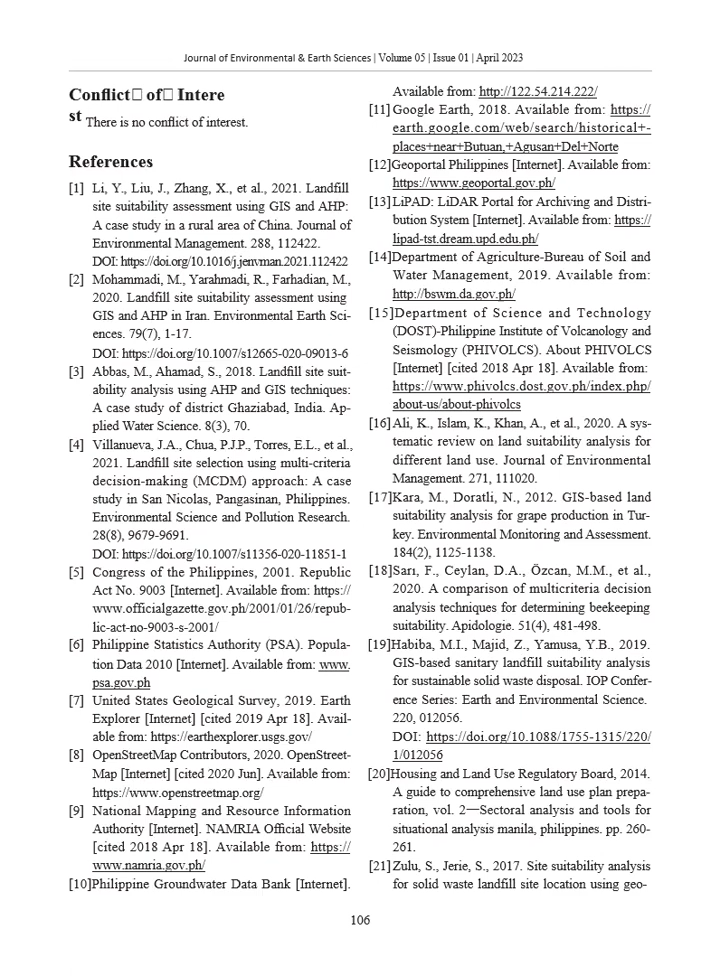 Journal of Environmental & Earth Sciences | Volume 05 | Issue 01 | April 2023
Conflict□ of□ Intere
st There is no conflict of interest.
References
[1] Li, Y., Liu, J., Zhang, X., et al., 2021. Landfill
site suitability assessment using GIS and AHP:
A case study in a rural area of China. Journal of
Environmental Management. 288, 112422.
DOI: https://doi.org/10.1016/j.jenvman.2021.112422
[2] Mohammadi, M., Yarahmadi, R., Farhadian, M.,
2020. Landfill site suitability assessment using
GIS and AHP in Iran. Environmental Earth Sci-
ences. 79(7), 1-17.
DOI: https://doi.org/10.1007/s12665-020-09013-6
[3] Abbas, M., Ahamad, S., 2018. Landfill site suit-
ability analysis using AHP and GIS techniques:
A case study of district Ghaziabad, India. Ap-
plied Water Science. 8(3), 70.
[4] Villanueva, J.A., Chua, P.J.P., Torres, E.L., et al.,
2021. Landfill site selection using multi-criteria
decision-making (MCDM) approach: A case
study in San Nicolas, Pangasinan, Philippines.
Environmental Science and Pollution Research.
28(8), 9679-9691.
DOI: https://doi.org/10.1007/s11356-020-11851-1
[5] Congress of the Philippines, 2001. Republic
Act No. 9003 [Internet]. Available from: https://
www.officialgazette.gov.ph/2001/01/26/repub-
lic-act-no-9003-s-2001/
[6] Philippine Statistics Authority (PSA). Popula-
tion Data 2010 [Internet]. Available from: www.
psa.gov.ph
[7] United States Geological Survey, 2019. Earth
Explorer [Internet] [cited 2019 Apr 18]. Avail-
able from: https://earthexplorer.usgs.gov/
[8] OpenStreetMap Contributors, 2020. OpenStreet-
Map [Internet] [cited 2020 Jun]. Available from:
https://www.openstreetmap.org/
[9] National Mapping and Resource Information
Authority [Internet]. NAMRIA Official Website
[cited 2018 Apr 18]. Available from: https://
www.namria.gov.ph/
[10]Philippine Groundwater Data Bank [Internet].
Available from: http://122.54.214.222/
[11] Google Earth, 2018. Available from: https://
earth.google.com/web/search/historical+-
places+near+Butuan,+Agusan+Del+Norte
[12]Geoportal Philippines [Internet]. Available from:
https://www.geoportal.gov.ph/
[13]LiPAD: LiDAR Portal for Archiving and Distri-
bution System [Internet]. Available from: https://
lipad-tst.dream.upd.edu.ph/
[14]Department of Agriculture-Bureau of Soil and
Water Management, 2019. Available from:
http://bswm.da.gov.ph/
[15]Department of Science and Technology
(DOST)-Philippine Institute of Volcanology and
Seismology (PHIVOLCS). About PHIVOLCS
[Internet] [cited 2018 Apr 18]. Available from:
https://www.phivolcs.dost.gov.ph/index.php/
about-us/about-phivolcs
[16]Ali, K., Islam, K., Khan, A., et al., 2020. A sys-
tematic review on land suitability analysis for
different land use. Journal of Environmental
Management. 271, 111020.
[17]Kara, M., Doratli, N., 2012. GIS-based land
suitability analysis for grape production in Tur-
key. Environmental Monitoring and Assessment.
184(2), 1125-1138.
[18]Sarı, F., Ceylan, D.A., Özcan, M.M., et al.,
2020. A comparison of multicriteria decision
analysis techniques for determining beekeeping
suitability. Apidologie. 51(4), 481-498.
[19]Habiba, M.I., Majid, Z., Yamusa, Y.B., 2019.
GIS-based sanitary landfill suitability analysis
for sustainable solid waste disposal. IOP Confer-
ence Series: Earth and Environmental Science.
220, 012056.
DOI: https://doi.org/10.1088/1755-1315/220/
1/012056
[20]Housing and Land Use Regulatory Board, 2014.
A guide to comprehensive land use plan prepa-
ration, vol. 2—Sectoral analysis and tools for
situational analysis manila, philippines. pp. 260-
261.
[21]Zulu, S., Jerie, S., 2017. Site suitability analysis
for solid waste landfill site location using geo-
106